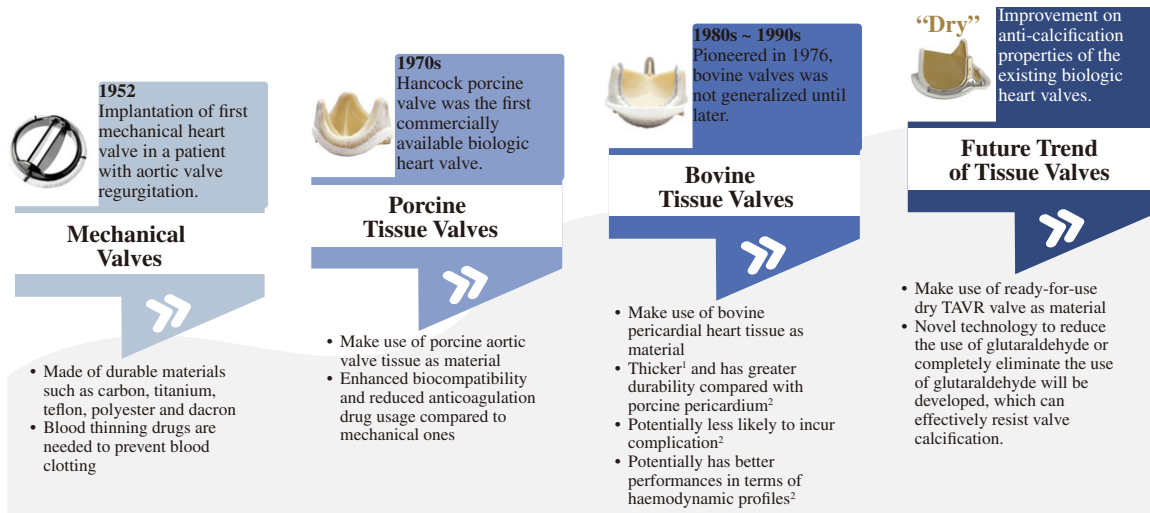 1952
Implantation of first
mechanical heart
valve in a patient
with aortic valve
regurgitation.
Mechanical
Valves
• Made of durable materials
such as carbon, titanium,
teflon, polyester and dacron
• Blood thinning drugs are
needed to prevent blood
clotting
1970s
Hancock porcine
valve was the first
commercially
available biologic
heart valve.
Porcine
Tissue Valves
• Make use of porcine aortic
valve tissue as material
• Enhanced biocompatibility
and reduced anticoagulation
drug usage compared to
mechanical ones
1980s ~ 1990s
Pioneered in 1976,
bovine valves was
not generalized until
later.
Bovine
Tissue Valves
• Make use of bovine
pericardial heart tissue as
material
• Thicker¹ and has greater
durability compared with
porcine pericardium²
• Potentially less likely to incur
complication²
• Potentially has better
performances in terms of
haemodynamic profiles²
“Dry”
Improvement on
anti-calcification
properties of the
existing biologic
heart valves.
Future Trend
of Tissue Valves
• Make use of ready-for-use
dry TAVR valve as material
• Novel technology to reduce
the use of glutaraldehyde or
completely eliminate the use
of glutaraldehyde will be
developed, which can
effectively resist valve
calcification.